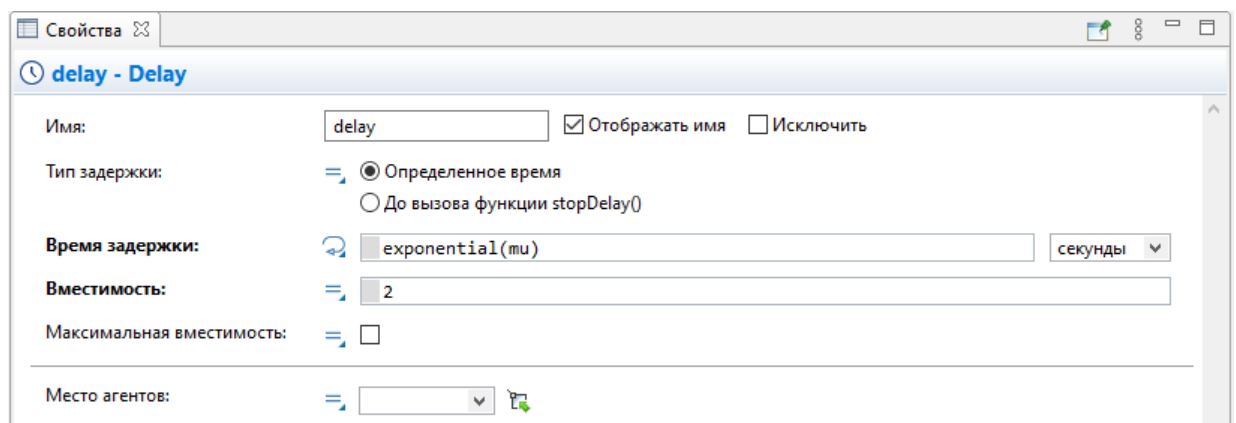 Свойства
delay - Delay
Имя: delay Отображать имя Исключить
Тип задержки: Определенное время
До вызова функции stopDelay()
Время задержки: exponential(mu) секунды
Вместимость: 2
Максимальная вместимость:
Место агентов: